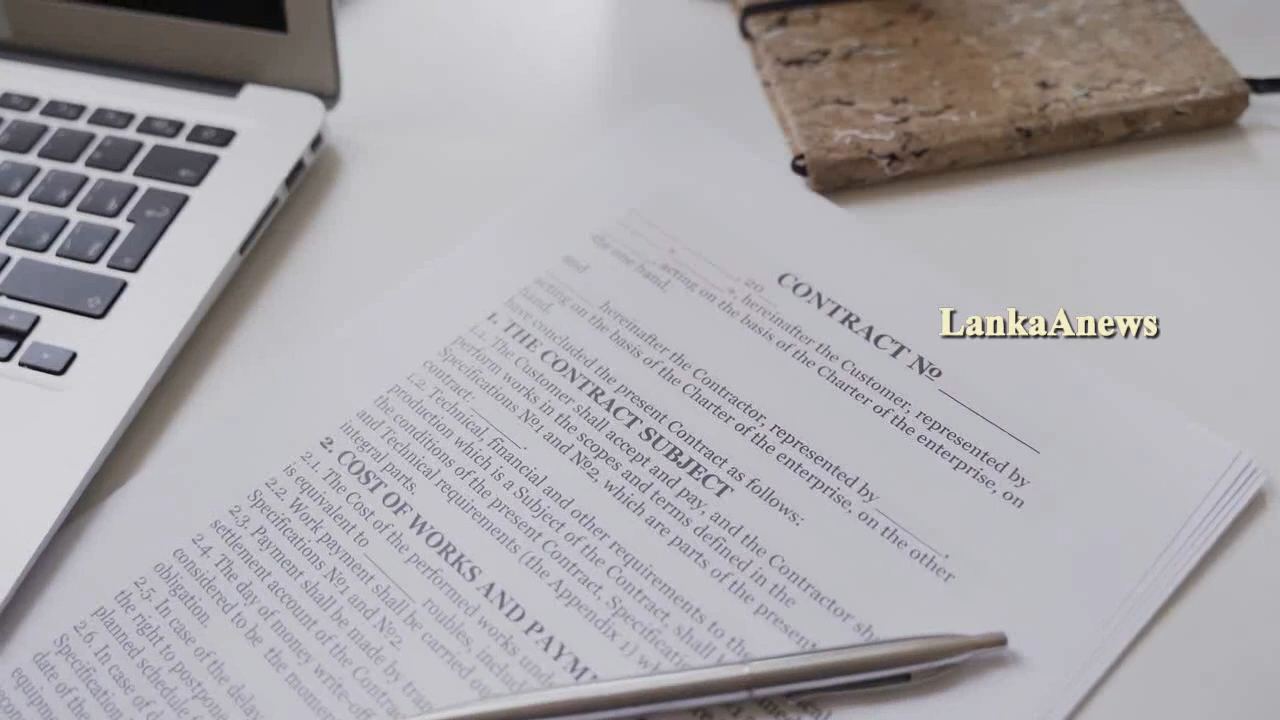 CONTRACT №
20
hereinafter the Customer, represented by
acting on the basis of the Charter of the enterprise, on
the one hand,
and
hereinafter the Contractor, represented by
acting on the basis of the Charter of the enterprise, on the other
hand,
have concluded the present Contract as follows:
1. THE CONTRACT SUBJECT
1.1. The Customer shall accept and pay, and the Contractor sh
perform works in the scopes and terms defined in the
Specifications №1 and №2, which are parts of the present
contract:
1.2. Technical, financial and other requirements to the
production which is a Subject of the Contract, shall
the conditions of the present Contract, Specific
and Technical requirements (the Appendix 1) wh
integral parts.
2. COST OF WORKS AND PAYM
2.1. The Cost of the performed works unde
is equivalent to roubles, includ
2.2. Work payment shall be carried ou
Specifications №1 and №2.
2.3. Payment shall be made by tran
settlement account of the Contrac
2.4. The day of money write-off
considered to be the momen
obligation.
2.5. In case of the delay
the right to postpone
planned schedule
2.6. In case of d
Specification
date of the
equipm
LankaAnews